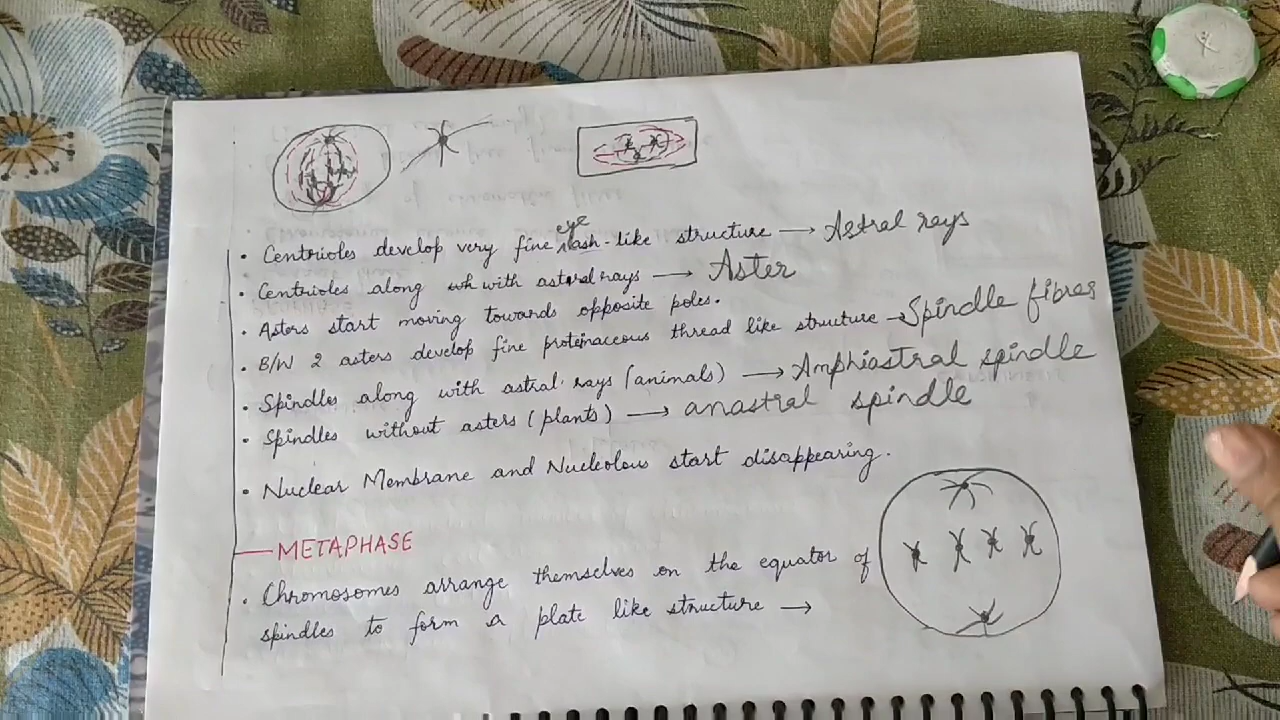 • Centrioles develop very fine eye lash-like structure → Astral rays
• Centrioles along with astral rays → Aster
• Asters start moving towards opposite poles.
• B/W 2 asters develop fine proteinaceous thread like structure → Spindle fibres
• Spindles along with astral rays (animals) → Amphiastral spindle
• Spindles without asters (plants) → anastral spindle
• Nuclear Membrane and Nucleolous start disappearing.
METAPHASE
• Chromosomes arrange themselves on the equator of
spindles to form a plate like structure →